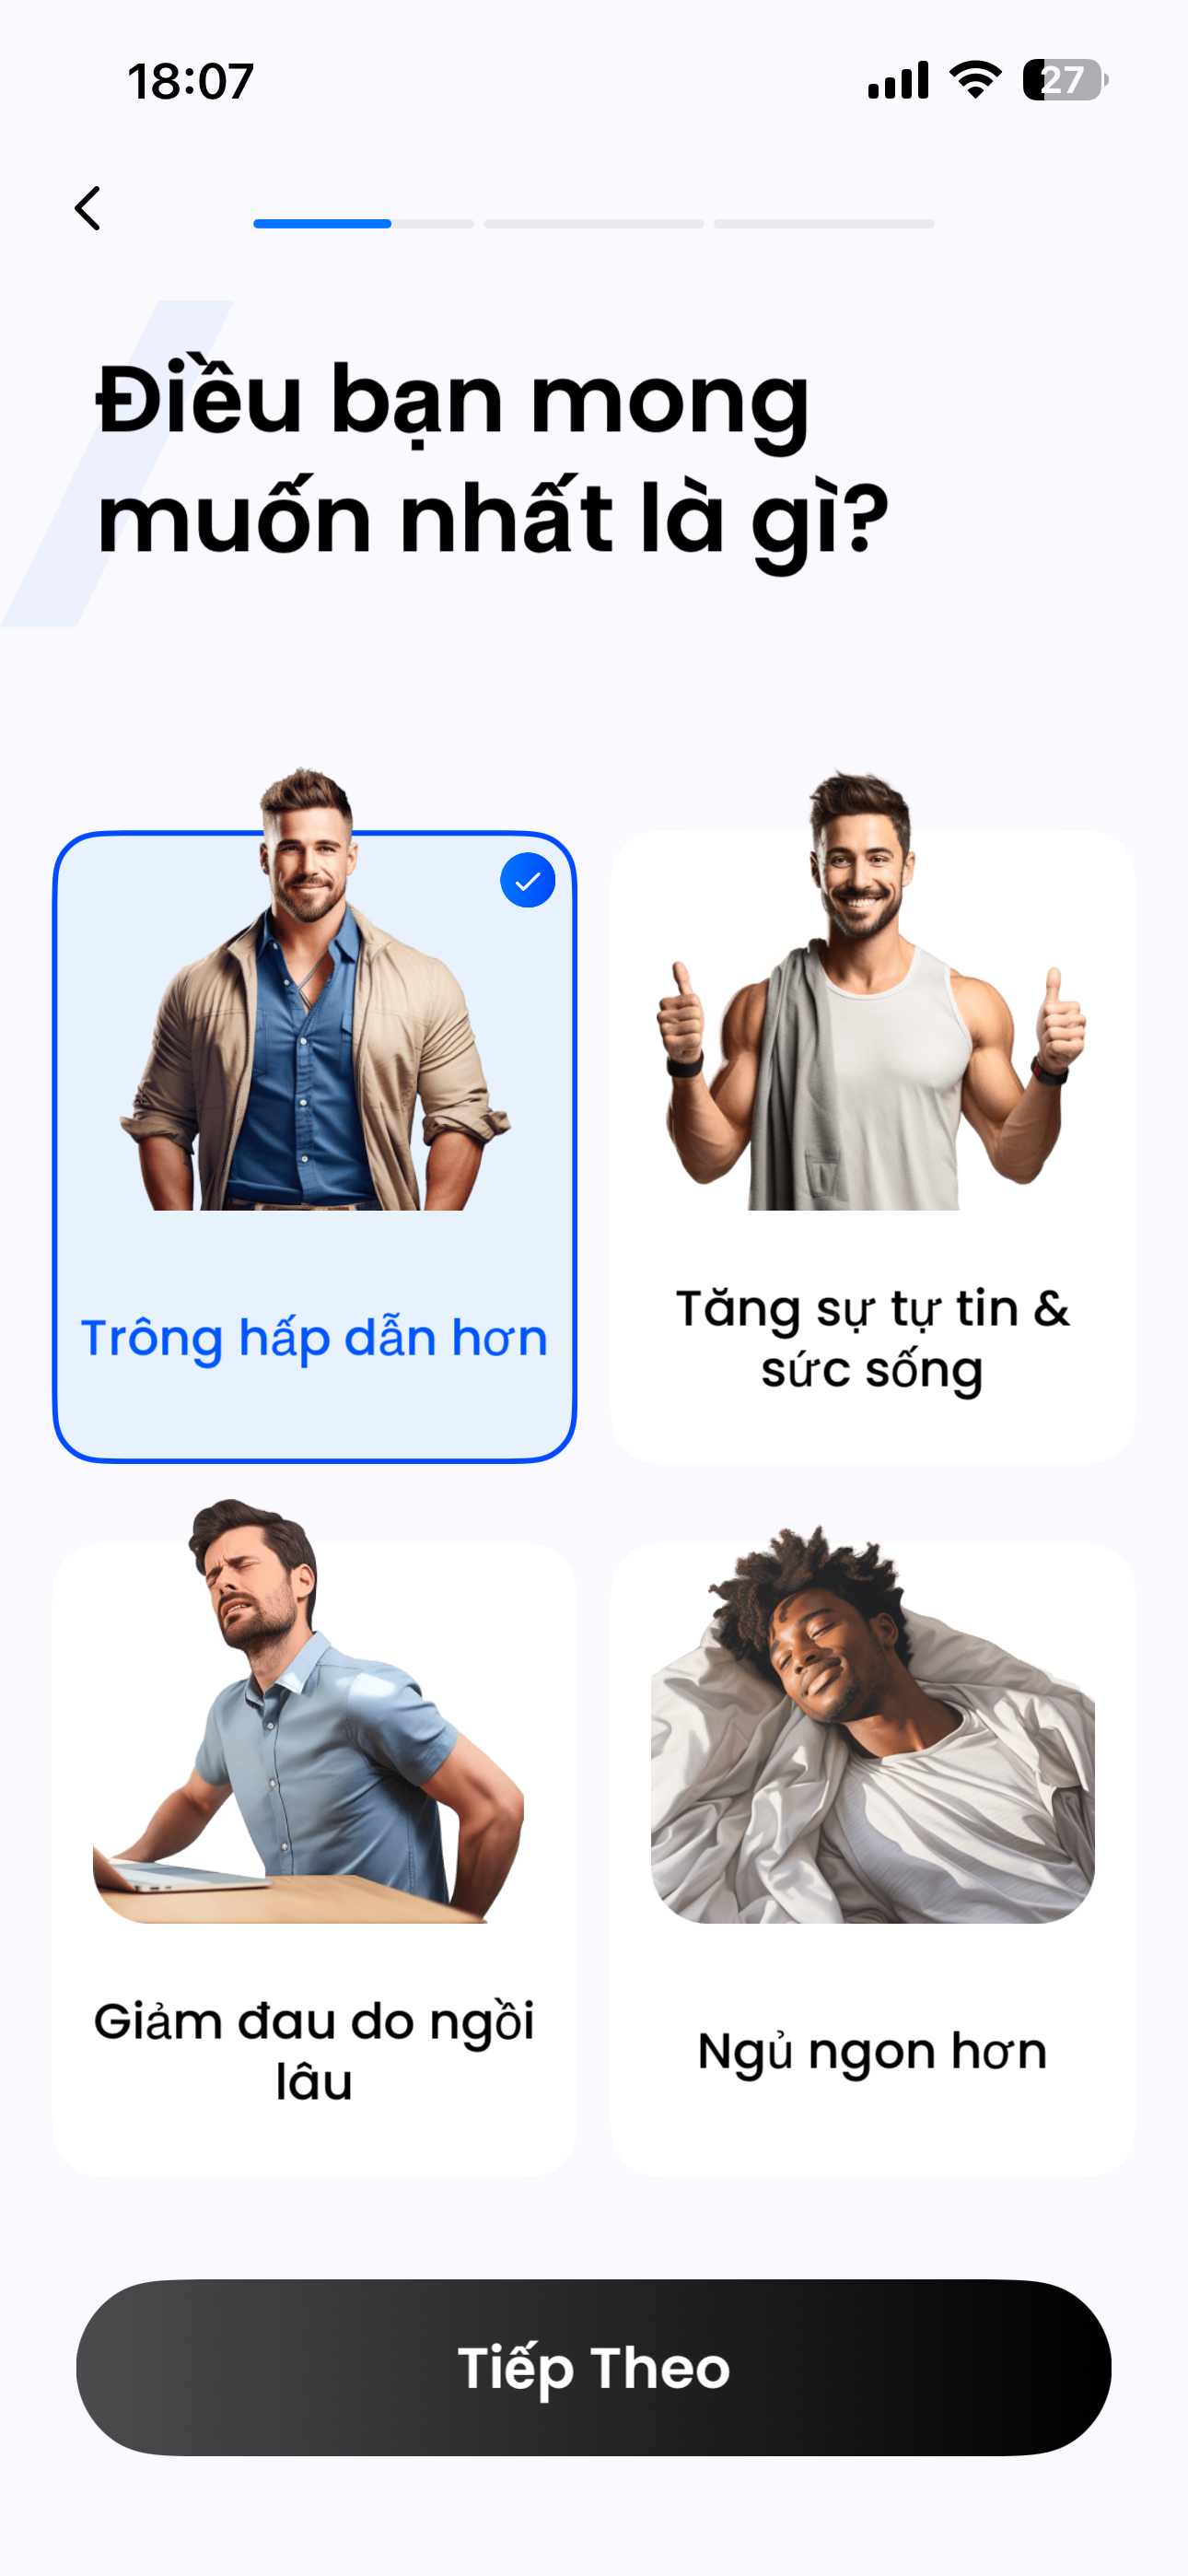 18:07
27
Điều bạn mong
muốn nhất là gì?
Trông hấp dẫn hơn
Tăng sự tự tin &
sức sống
Giảm đau do ngồi
lâu
Ngủ ngon hơn
Tiếp Theo